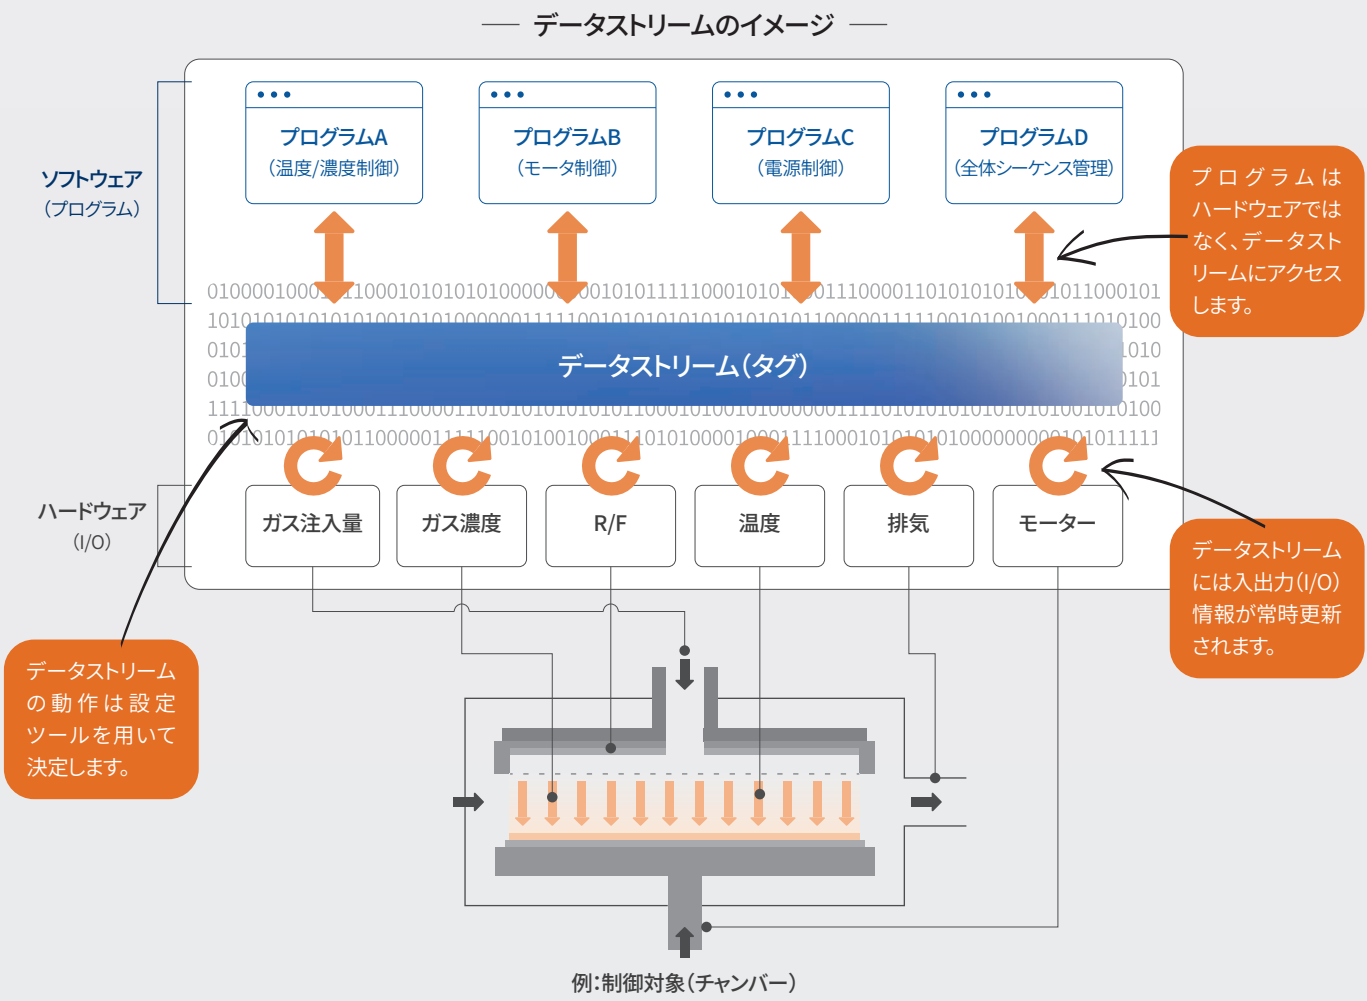 データストリームのイメージ
プログラムA
(温度/濃度制御)
プログラムB
(モータ制御)
プログラムC
(電源制御)
プログラムD
(全体シーケンス管理)
ソフトウェア
(プログラム)
プログラムは
ハードウェアでは
なく、データスト
リームにアクセス
します。
データストリーム(タグ)
ハードウェア
(I/O)
ガス注入量
ガス濃度
R/F
温度
排気
モーター
データストリーム
には入出力(I/O)
情報が常時更新
されます。
データストリーム
の動作は設定
ツールを用いて
決定します。
例:制御対象(チャンバー)